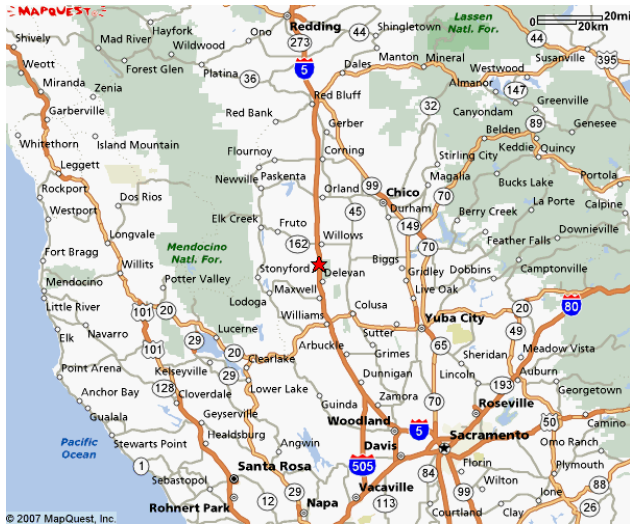 MAPQUEST
Hayfork
Ono
Redding
Shingletown
Lassen
Natl. For.
20mi
20km
Shively
Mad River
Wildwood
273
44
44
Susanville
395
Weott
Forest Glen
Platina
5
Dales
Manton
Mineral
Westwood
Miranda
Zenia
36
Almanor
147
Garberville
Red Bluff
Red Bank
32
Greenville
Canyondam
Whitethorn
Island Mountain
Gerber
Belden
89
Genesee
Flournoy
Corning
Keddie
Quincy
Leggett
Stirling City
Newville
Paskenta
Magalia
Rockport
Orland
99
Chico
70
Bucks Lake
Portola
Westport
Dos Rios
45
Durham
La Porte
Calpine
Elk Creek
Fruto
149
Berry Creek
Longvale
162
Willows
70
Feather Falls
Downieville
Fort Bragg
Mendocino
Natl. For.
Biggs
Willits
Stonyford
Delevan
Gridley
Dobbins
Camptonville
Mendocino
Potter Valley
Maxwell
Live Oak
Little River
101
20
Lodoga
Colusa
20
80
Williams
Yuba City
Elk
Navarro
29
Lucerne
Sutter
49
101
20
Arbuckle
Grimes
65
Sheridan
Meadow Vista
Point Arena
Kelseyville
Clearlake
29
Dunnigan
Lincoln
Auburn
Anchor Bay
128
Cloverdale
Lower Lake
193
Georgetown
Zamora
70
Gualala
Geyserville
Guinda
Roseville
Woodland
5
50
Camino
Pacific
Ocean
Healdsburg
Stewarts Point
Angwin
Davis
Sacramento
Omo Ranch
1
Santa Rosa
505
84
Florin
Plymouth
Sebastopol
Wilton
88
Rohnert Park
12
29
Vacaville
99
Ione
Napa
113
Courtland
Clay
26
© 2007 MapQuest, Inc.